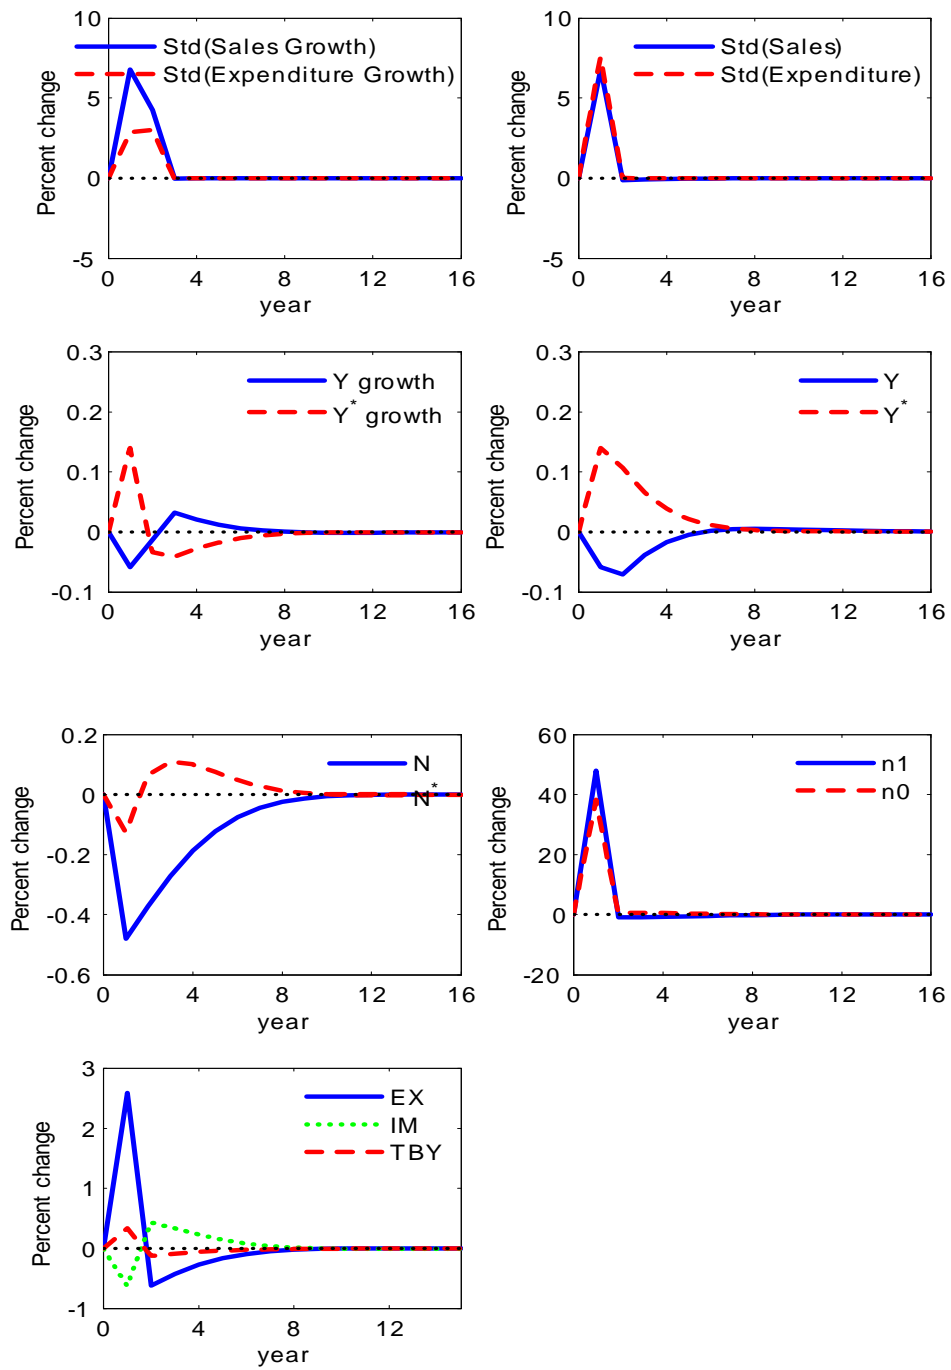 10
5
0
-5
Percent change
Std(Sales Growth)
Std(Expenditure Growth)
0 4 8 12 16
year
10
5
0
-5
Percent change
Std(Sales)
Std(Expenditure)
0 4 8 12 16
year
0.3
0.2
0.1
0
-0.1
Percent change
Y growth
Y* growth
0 4 8 12 16
year
0.3
0.2
0.1
0
-0.1
Percent change
Y
Y*
0 4 8 12 16
year
0.2
0
-0.2
-0.4
-0.6
Percent change
N
N*
0 4 8 12 16
year
60
40
20
0
-20
Percent change
n1
n0
0 4 8 12 16
year
3
2
1
0
-1
Percent change
EX
IM
TBY
0 4 8 12
year